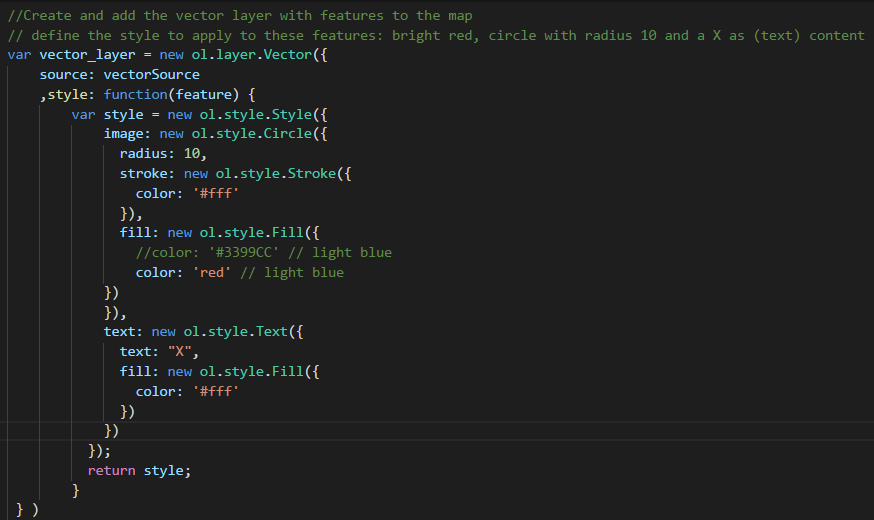 //Create and add the vector layer with features to the map
// define the style to apply to these features: bright red, circle with radius 10 and a X as (text) content
var vector_layer = new ol.layer.Vector({
    source: vectorSource
    ,style: function(feature) {
        var style = new ol.style.Style({
            image: new ol.style.Circle({
              radius: 10,
              stroke: new ol.style.Stroke({
                color: '#fff'
              }),
              fill: new ol.style.Fill({
                //color: '#3399CC' // light blue
                color: 'red' // light blue
            })
            }),
            text: new ol.style.Text({
              text: "X",
              fill: new ol.style.Fill({
                color: '#fff'
              })
            })
          });
          return style;
        }
 } )